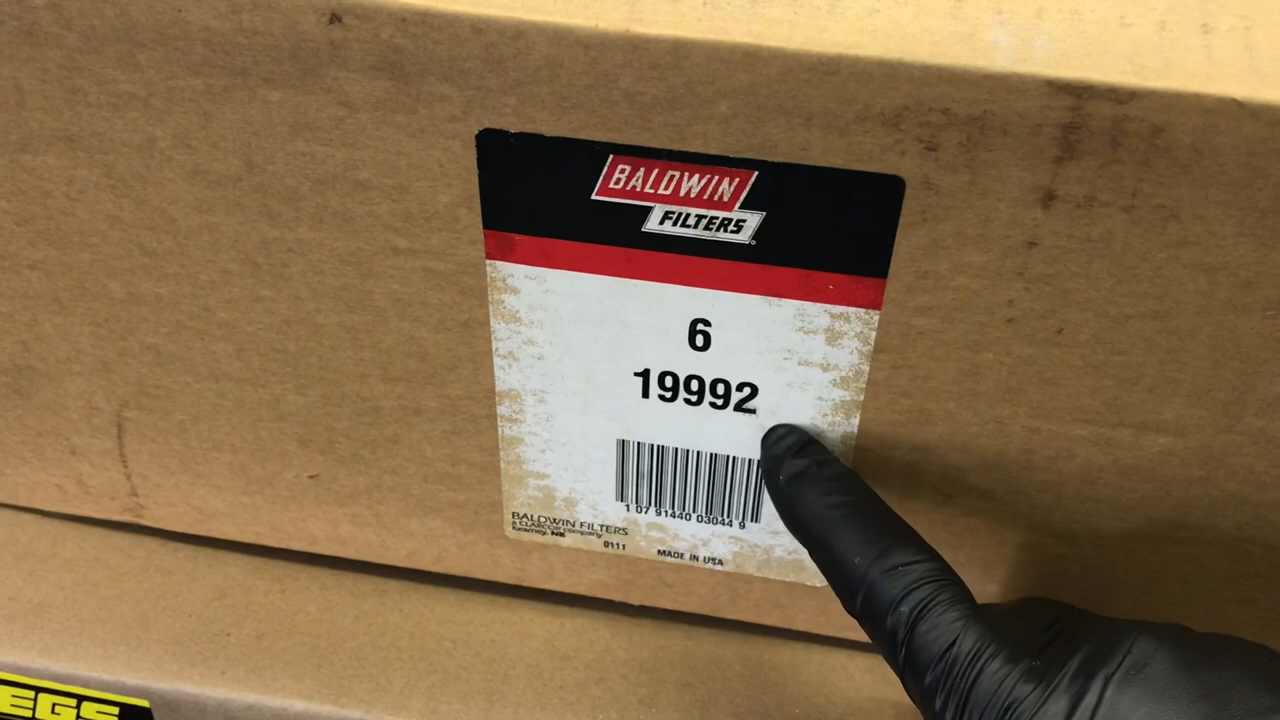 BALDWIN
FILTERS
6
19992
1 07 91440 03044 9
BALDWIN FILTERS
a CLARCOR company
Kearney, NE
0111
MADE IN USA
EGS